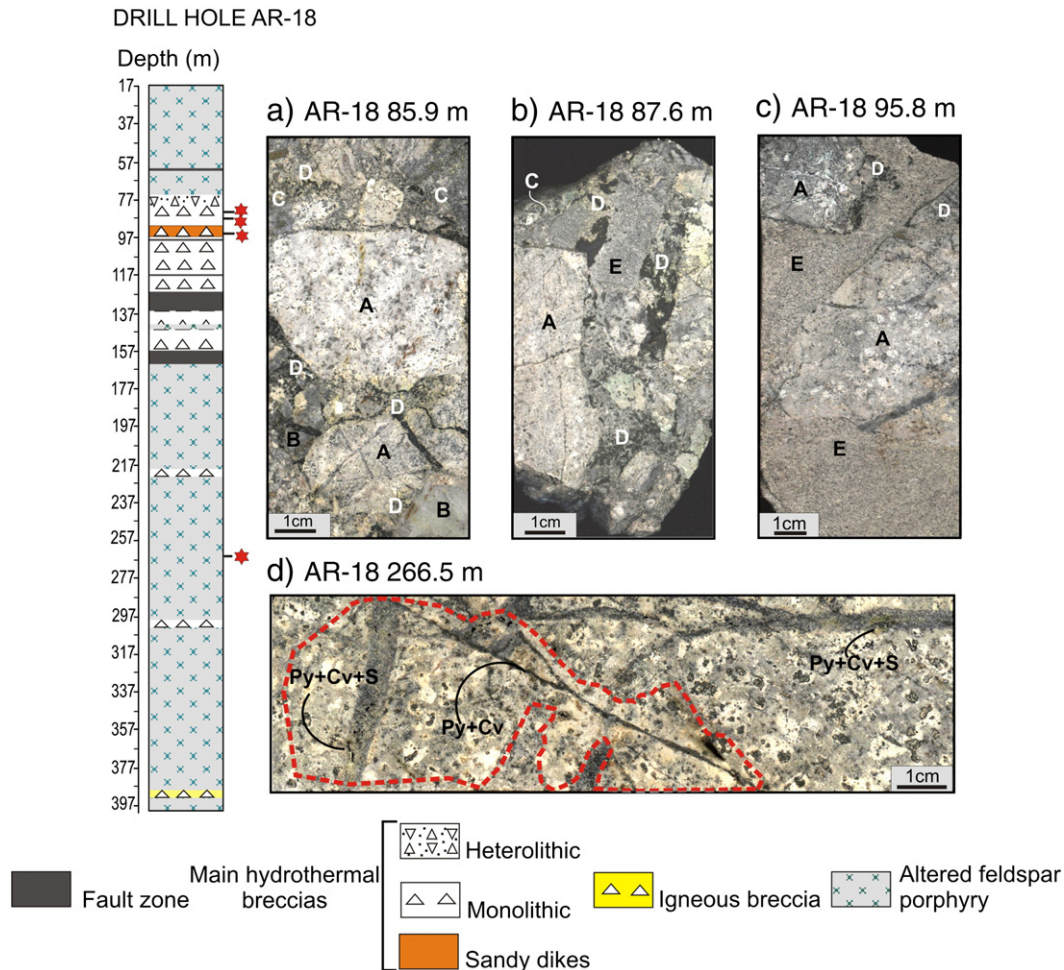 DRILL HOLE AR-18
Depth (m)
17
37
57
77
97
117
137
157
177
197
217
237
257
277
297
317
337
357
377
397
a) AR-18 85.9 m
D
C
C
A
D
D
B
A
D
B
1cm
b) AR-18 87.6 m
C
D
E
D
A
D
1cm
c) AR-18 95.8 m
A
D
D
E
A
E
1cm
d) AR-18 266.5 m
Py+Cv+S
Py+Cv
Py+Cv+S
1cm
Fault zone
Main hydrothermal
breccias
Heterolithic
Monolithic
Sandy dikes
Igneous breccia
Altered feldspar
porphyry